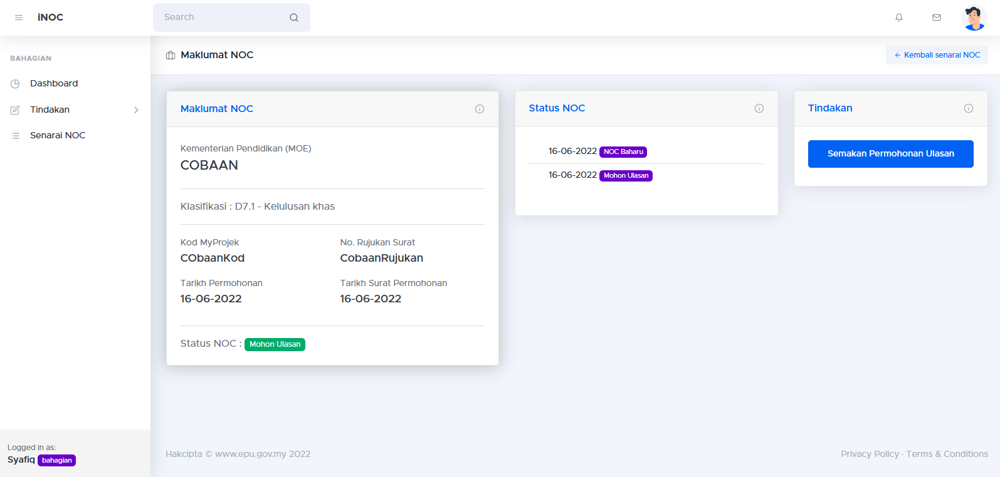 iNOC
Search
BAHAGIAN
Dashboard
Tindakan
Senarai NOC
Logged in as:
Syafiq bahagian
Maklumat NOC
← Kembali senarai NOC
Maklumat NOC
Kementerian Pendidikan (MOE)
COBAAN
Klasifikasi : D7.1 - Kelulusan khas
Kod MyProjek
CObaanKod
No. Rujukan Surat
CobaanRujukan
Tarikh Permohonan
16-06-2022
Tarikh Surat Permohonan
16-06-2022
Status NOC : Mohon Ulasan
Status NOC
16-06-2022 NOC Baharu
16-06-2022 Mohon Ulasan
Tindakan
Semakan Permohonan Ulasan
Hakcipta © www.epu.gov.my 2022
Privacy Policy · Terms & Conditions